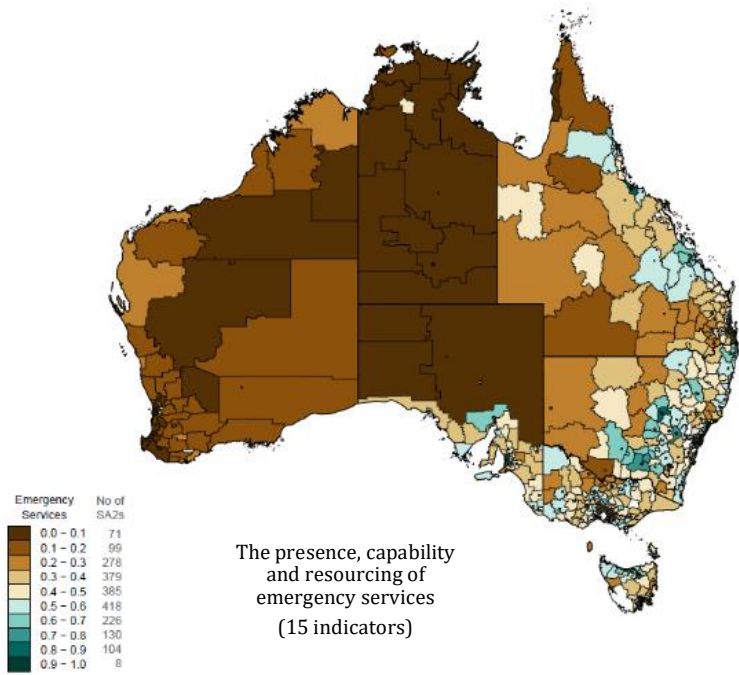 Emergency Services No of SA2s
0.0 – 0.1 71
0.1 – 0.2 99
0.2 – 0.3 278
0.3 – 0.4 379
0.4 – 0.5 385
0.5 – 0.6 418
0.6 – 0.7 226
0.7 – 0.8 130
0.8 – 0.9 104
0.9 – 1.0 8
The presence, capability
and resourcing of
emergency services
(15 indicators)